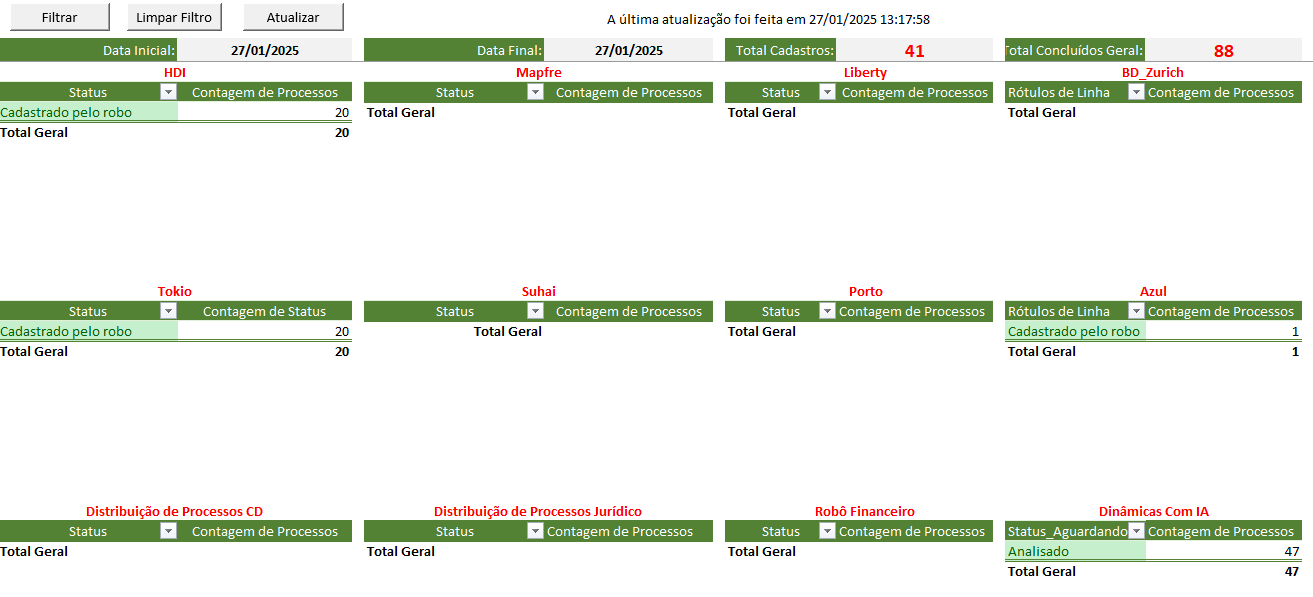 Filtrar Limpar Filtro Atualizar A última atualização foi feita em 27/01/2025 13:17:58
Data Inicial: 27/01/2025 Data Final: 27/01/2025 Total Cadastros: 41 Total Concluídos Geral: 88
HDI Mapfre Liberty BD_Zurich
Status Contagem de Processos Status Contagem de Processos Status Contagem de Processos Rótulos de Linha Contagem de Processos
Cadastrado pelo robo 20 Total Geral Total Geral Total Geral
Total Geral 20
Tokio Suhai Porto Azul
Status Contagem de Status Status Contagem de Processos Status Contagem de Processos Rótulos de Linha Contagem de Processos
Cadastrado pelo robo 20 Total Geral Total Geral Cadastrado pelo robo 1
Total Geral 20 Total Geral 1
Distribuição de Processos CD Distribuição de Processos Jurídico Robô Financeiro Dinâmicas Com IA
Status Contagem de Processos Status Contagem de Processos Status Contagem de Processos Status_Aguardando Contagem de Processos
Total Geral Total Geral Total Geral Analisado 47
Total Geral 47